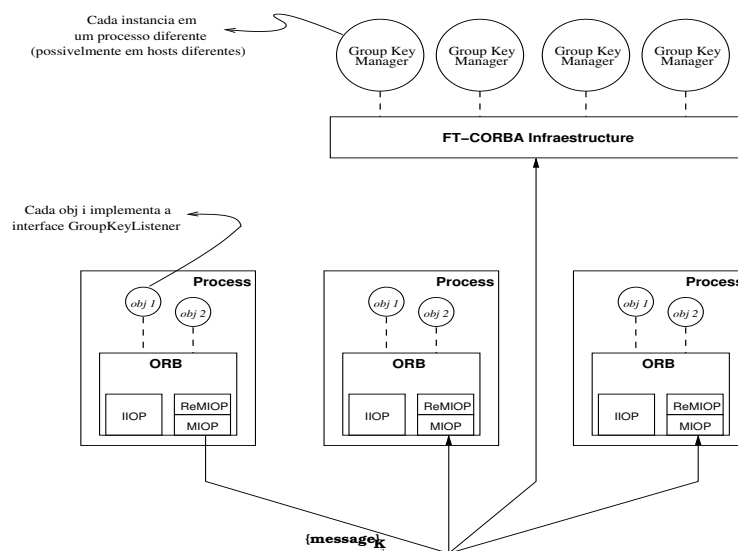 Cada instancia em
um processo diferente
(possivelmente em hosts diferentes)
Group Key
Manager
Group Key
Manager
Group Key
Manager
Group Key
Manager
FT−CORBA Infraestructure
Cada obj i implementa a
interface GroupKeyListener
Process
obj 1
obj 2
ORB
IIOP
ReMIOP
MIOP
Process
obj 1
obj 2
ORB
IIOP
ReMIOP
MIOP
Process
obj 1
obj 2
ORB
IIOP
ReMIOP
MIOP
{message}K